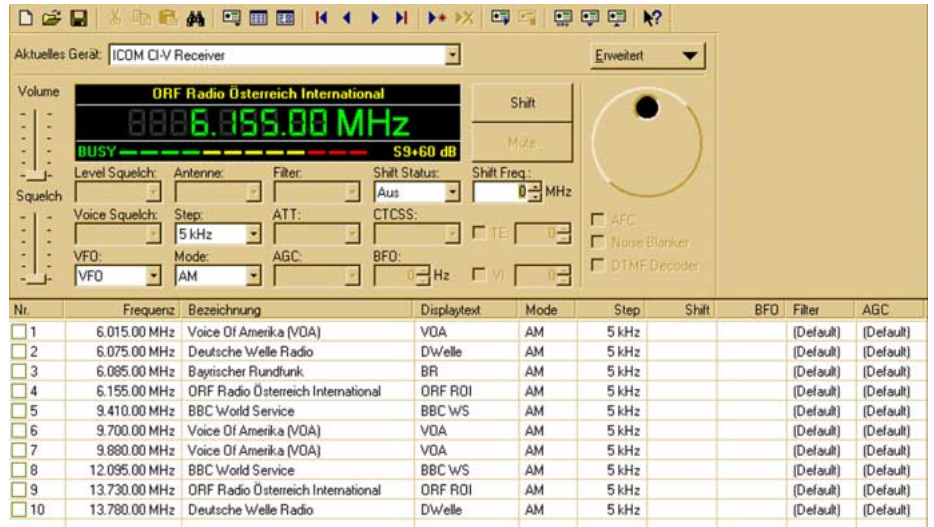 Aktuelles Gerät: ICOM CI-V Receiver Erweitert
Volume
ORF Radio Österreich International
6.155.00 MHz
BUSY S9+60 dB
Shift
Mute
Squelch
Level Squelch: Antenne: Filter: Shift Status: Shift Freq.:
Aus 0 MHz
Voice Squelch: Step: ATT: CTCSS:
5 kHz TE 0
VFO: Mode: AGC: BFO:
VFO AM 0 Hz VI 0
AFC
Noise Blanker
DTMF Decoder
Nr. Frequenz Bezeichnung Displaytext Mode Step Shift BFO Filter AGC
1 6.015.00 MHz Voice Of Amerika (VOA) VOA AM 5 kHz (Default) (Default)
2 6.075.00 MHz Deutsche Welle Radio DWelle AM 5 kHz (Default) (Default)
3 6.085.00 MHz Bayrischer Rundfunk BR AM 5 kHz (Default) (Default)
4 6.155.00 MHz ORF Radio Österreich International ORF ROI AM 5 kHz (Default) (Default)
5 9.410.00 MHz BBC World Service BBC WS AM 5 kHz (Default) (Default)
6 9.700.00 MHz Voice Of Amerika (VOA) VOA AM 5 kHz (Default) (Default)
7 9.880.00 MHz Voice Of Amerika (VOA) VOA AM 5 kHz (Default) (Default)
8 12.095.00 MHz BBC World Service BBC WS AM 5 kHz (Default) (Default)
9 13.730.00 MHz ORF Radio Österreich International ORF ROI AM 5 kHz (Default) (Default)
10 13.780.00 MHz Deutsche Welle Radio DWelle AM 5 kHz (Default) (Default)